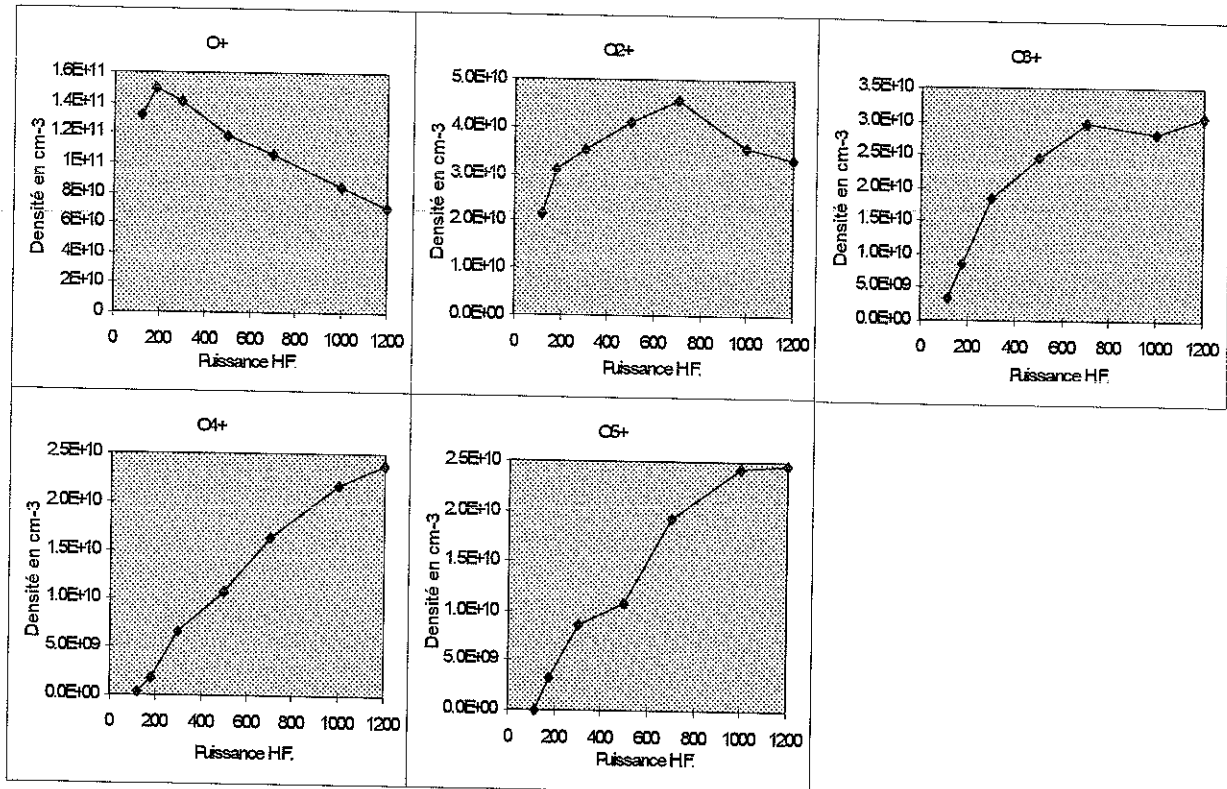 O+
1.6E+11
1.4E+11
1.2E+11
1E+11
8E+10
6E+10
4E+10
2E+10
0
Densité en cm-3
0 200 400 600 800 1000 1200
Puissance H.F.
O2+
5.0E+10
4.0E+10
3.0E+10
2.0E+10
1.0E+10
0.0E+00
Densité en cm-3
0 200 400 600 800 1000 1200
Puissance H.F.
O3+
3.5E+10
3.0E+10
2.5E+10
2.0E+10
1.5E+10
1.0E+10
5.0E+09
0.0E+00
Densité en cm-3
0 200 400 600 800 1000 1200
Puissance H.F.
O4+
2.5E+10
2.0E+10
1.5E+10
1.0E+10
5.0E+09
0.0E+00
Densité en cm-3
0 200 400 600 800 1000 1200
Puissance H.F.
O5+
2.5E+10
2.0E+10
1.5E+10
1.0E+10
5.0E+09
0.0E+00
Densité en cm-3
0 200 400 600 800 1000 1200
Puissance H.F.